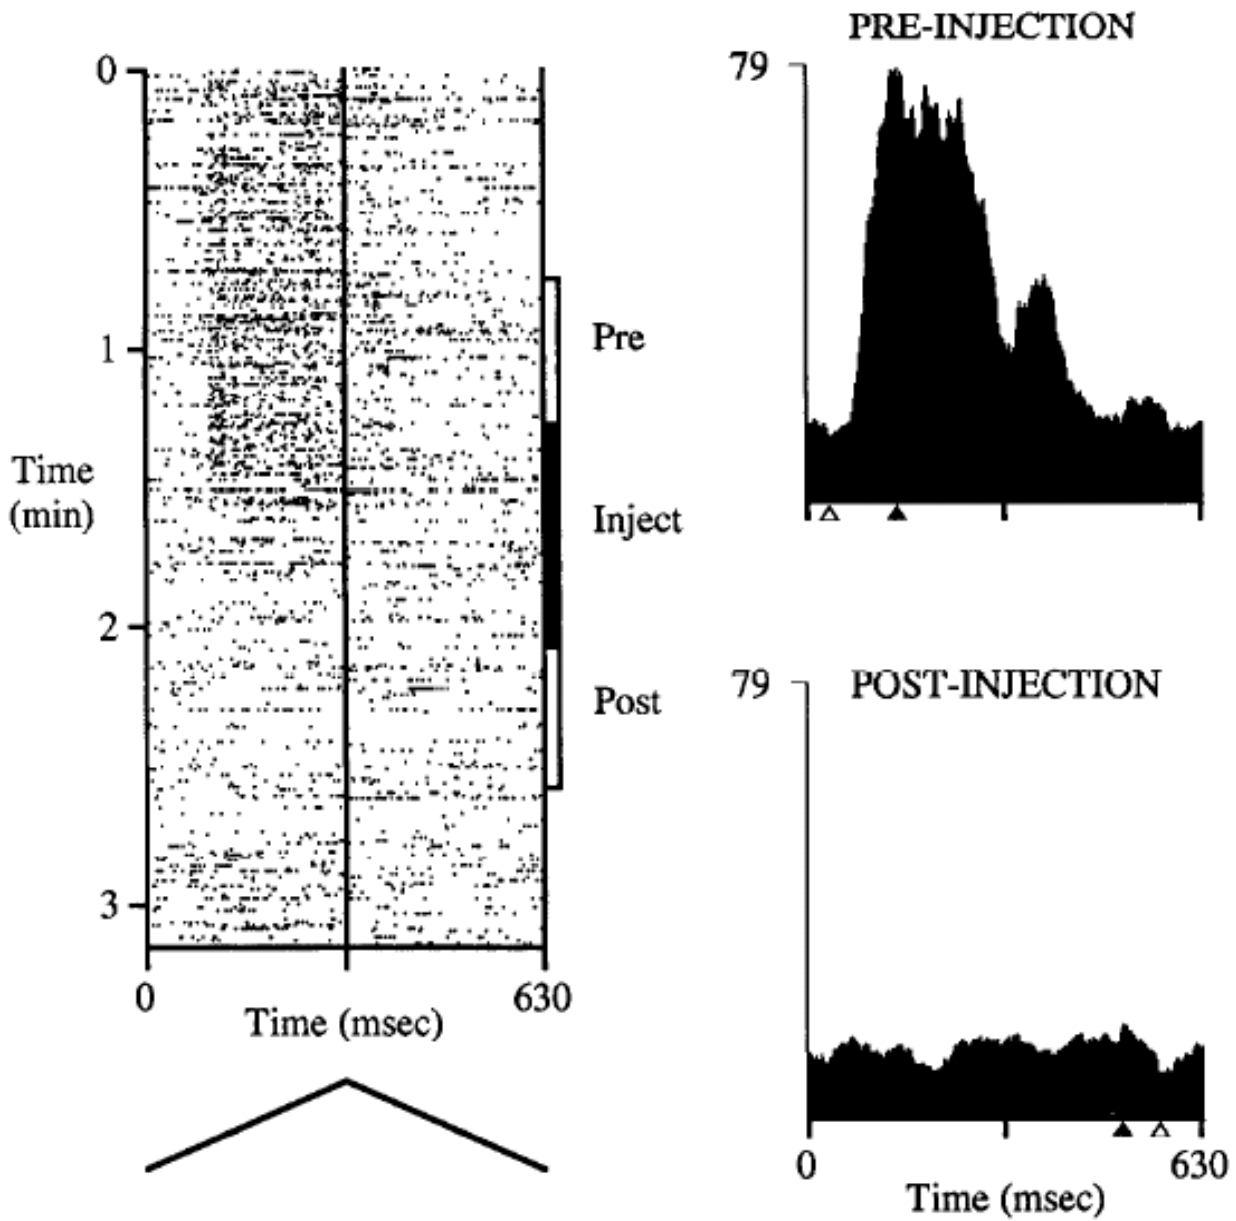 0
1
2
3
Time
(min)
0
630
Time (msec)
Pre
Inject
Post
PRE-INJECTION
79
POST-INJECTION
79
0
630
Time (msec)